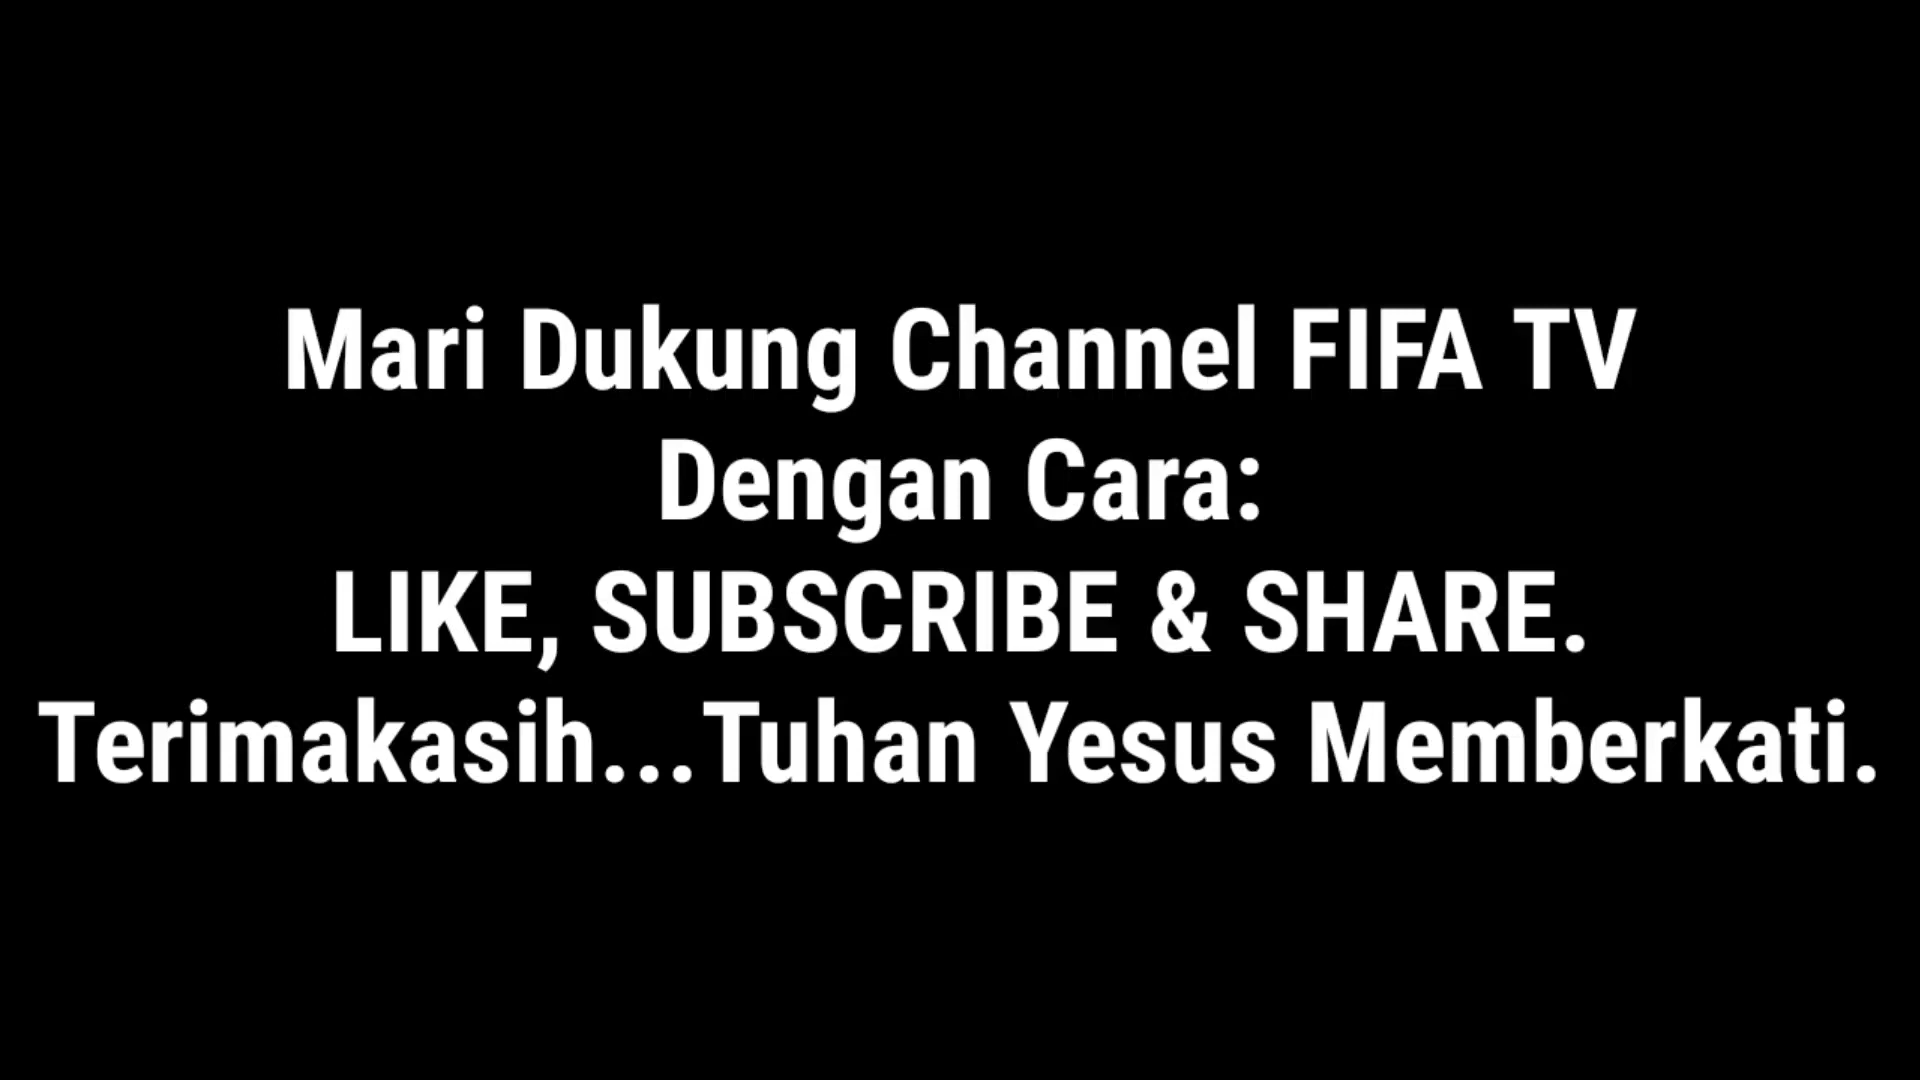 Mari Dukung Channel FIFA TV
Dengan Cara:
LIKE, SUBSCRIBE & SHARE.
Terimakasih...Tuhan Yesus Memberkati.